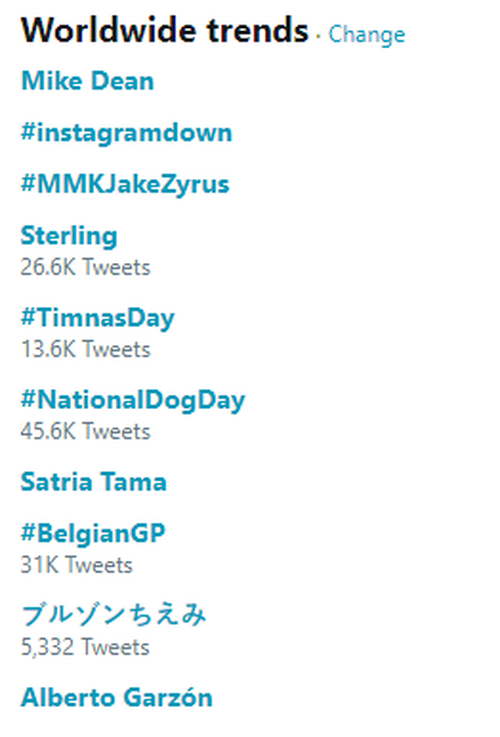 Worldwide trends · Change
Mike Dean
#instagramdown
#MMKJakeZyrus
Sterling
26.6K Tweets
#TimnasDay
13.6K Tweets
#NationalDogDay
45.6K Tweets
Satria Tama
#BelgianGP
31K Tweets
ブルゾンちえみ
5,332 Tweets
Alberto Garzón